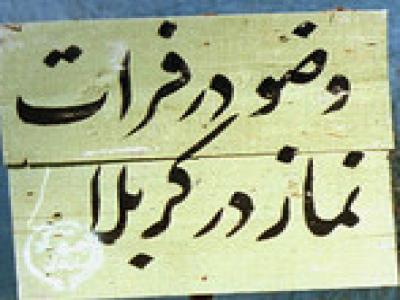 وضو در فرات
نماز در کربلا